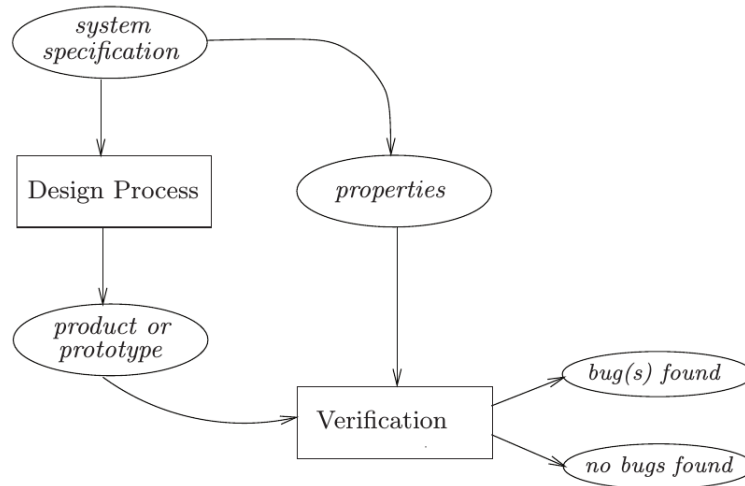 system
specification
Design Process
properties
product or
prototype
Verification
bug(s) found
no bugs found